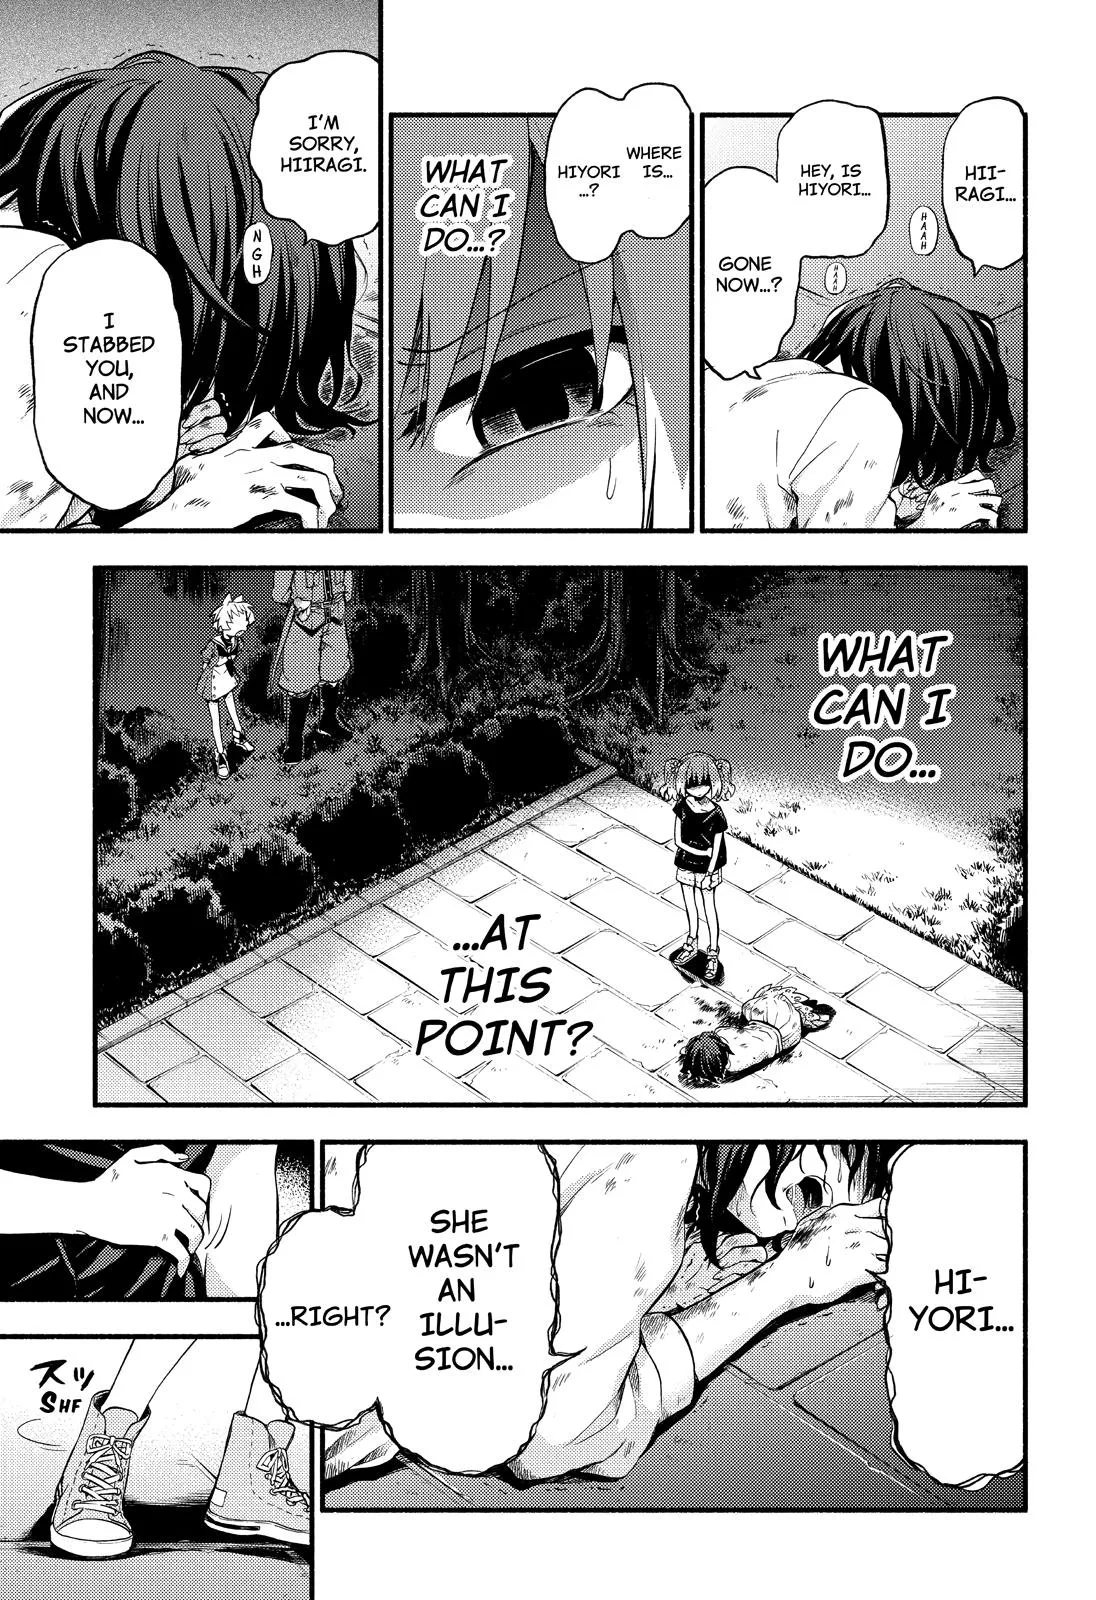 HII-
RAGI...
HAAH
HEY, IS
HIYORI...
HAAH
GONE
NOW...?
WHERE
IS...
HIYORI
...?
WHAT
CAN I
DO...?
I'M
SORRY,
HIIRAGI.
NGH
I
STABBED
YOU,
AND
NOW...
WHAT
CAN I
DO...
...AT
THIS
POINT?
HI-
YORI...
SHE
WASN'T
AN
ILLU-
SION...
...RIGHT?
スッ
SHF